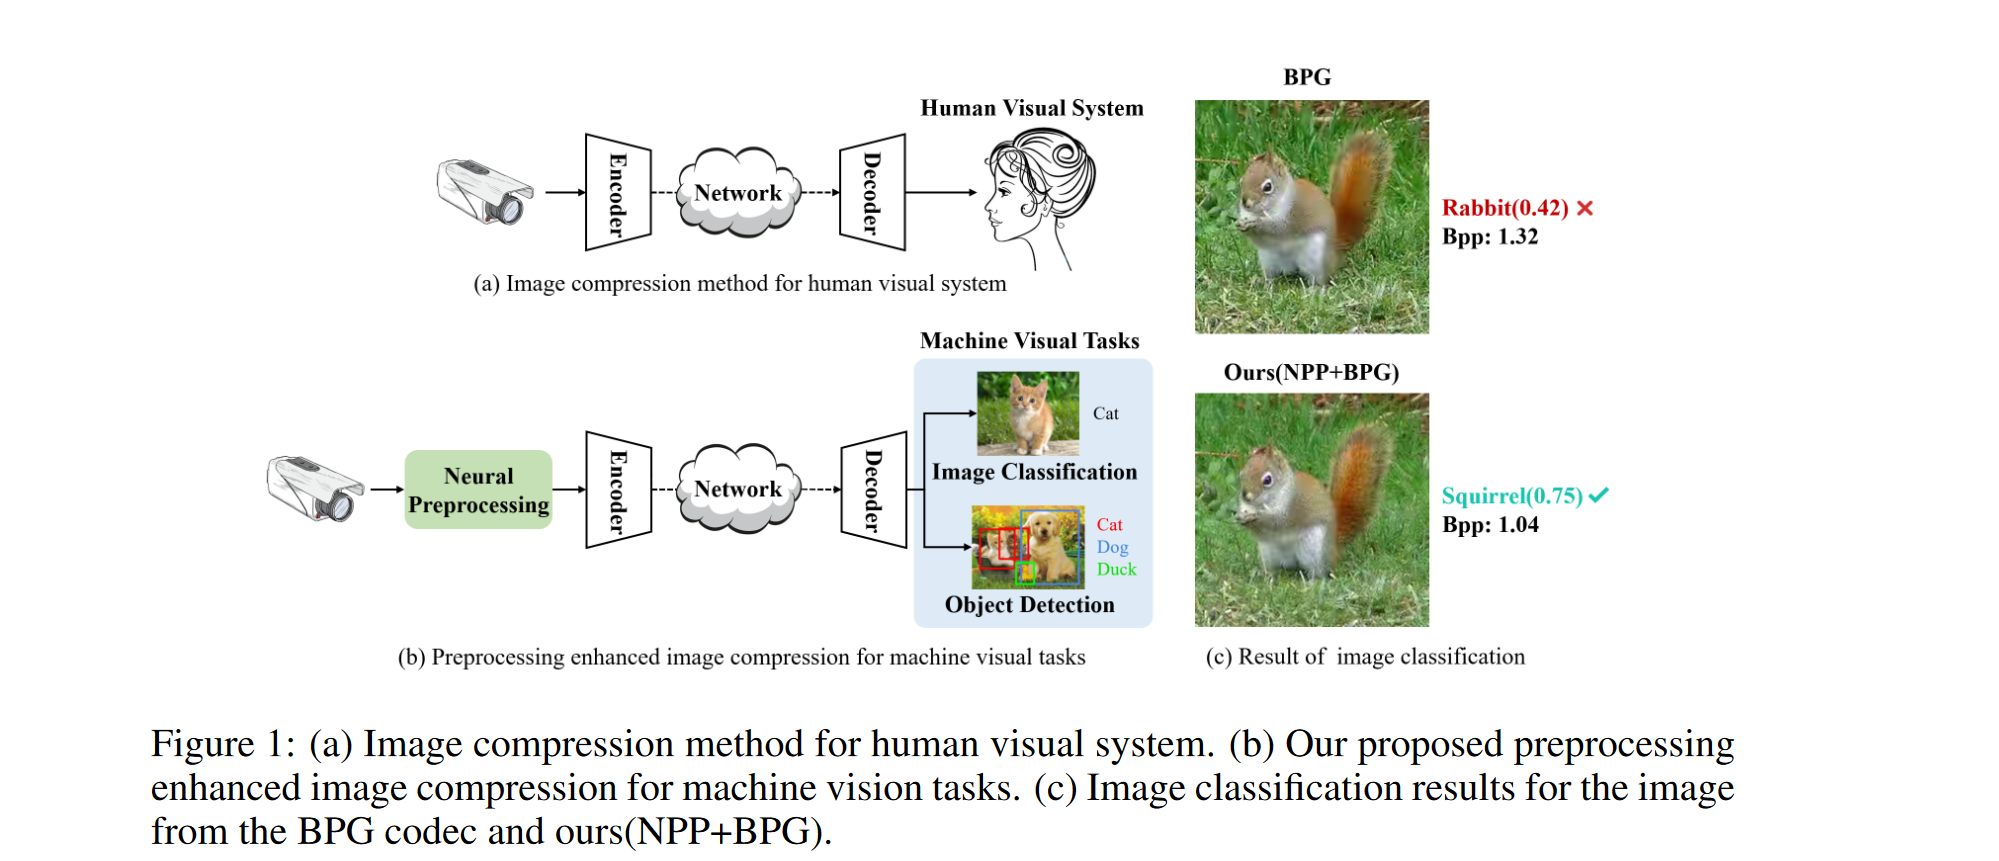 Human Visual System
Encoder
Network
Decoder
(a) Image compression method for human visual system
Machine Visual Tasks
Neural
Preprocessing
Encoder
Network
Decoder
Cat
Image Classification
Cat
Dog
Duck
Object Detection
(b) Preprocessing enhanced image compression for machine visual tasks
BPG
Rabbit(0.42) ✕
Bpp: 1.32
Ours(NPP+BPG)
Squirrel(0.75) ✓
Bpp: 1.04
(c) Result of image classification
Figure 1: (a) Image compression method for human visual system. (b) Our proposed preprocessing
enhanced image compression for machine vision tasks. (c) Image classification results for the image
from the BPG codec and ours(NPP+BPG).